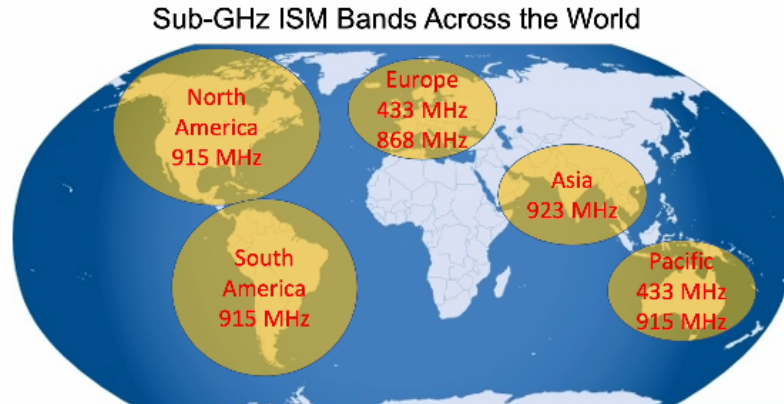 Sub-GHz ISM Bands Across the World
North
America
915 MHz
Europe
433 MHz
868 MHz
Asia
923 MHz
South
America
915 MHz
Pacific
433 MHz
915 MHz